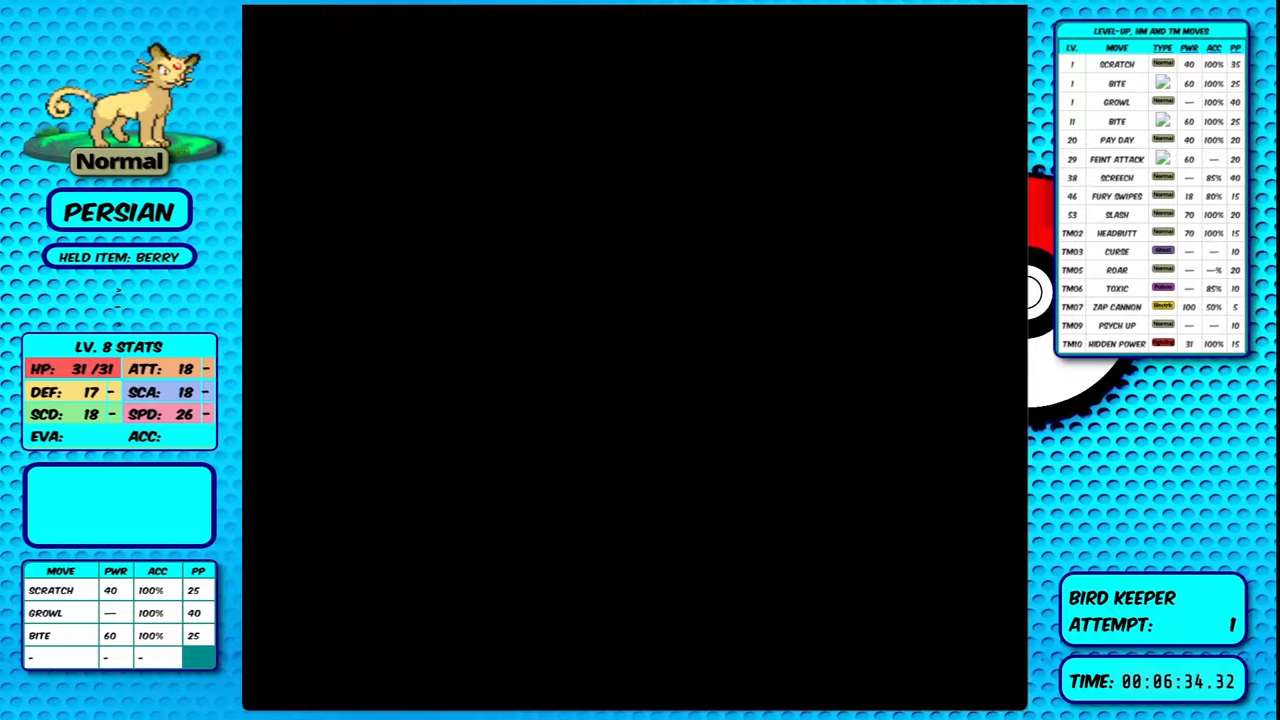 Normal
PERSIAN
HELD ITEM: BERRY
LV. 8 STATS
HP: 31 /31 ATT: 18 -
DEF: 17 - SCA: 18 -
SCD: 18 - SPD: 26 -
EVA: ACC:
MOVE PWR ACC PP
SCRATCH 40 100% 25
GROWL — 100% 40
BITE 60 100% 25
- - -
LEVEL-UP, HM AND TM MOVES
LV. MOVE TYPE PWR ACC PP
1 SCRATCH Normal 40 100% 35
1 BITE 60 100% 25
1 GROWL Normal — 100% 40
11 BITE 60 100% 25
20 PAY DAY Normal 40 100% 20
29 FEINT ATTACK 60 — 20
38 SCREECH Normal — 85% 40
46 FURY SWIPES Normal 18 80% 15
53 SLASH Normal 70 100% 20
TM02 HEADBUTT Normal 70 100% 15
TM03 CURSE Ghost — — 10
TM05 ROAR Normal — —% 20
TM06 TOXIC Poison — 85% 10
TM07 ZAP CANNON Electric 100 50% 5
TM09 PSYCH UP Normal — — 10
TM10 HIDDEN POWER Fighting 31 100% 15
BIRD KEEPER
ATTEMPT: 1
TIME: 00:06:34.32